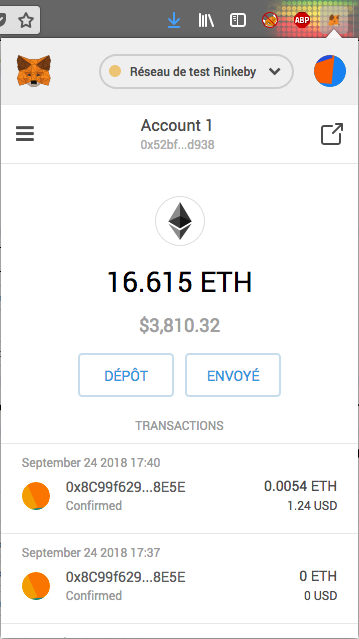 ABP
Réseau de test Rinkeby
Account 1
0x52bf...d938
16.615 ETH
$3,810.32
DÉPÔT
ENVOYÉ
TRANSACTIONS
September 24 2018 17:40
0x8C99f629...8E5E
0.0054 ETH
Confirmed
1.24 USD
September 24 2018 17:37
0x8C99f629...8E5E
0 ETH
Confirmed
0 USD